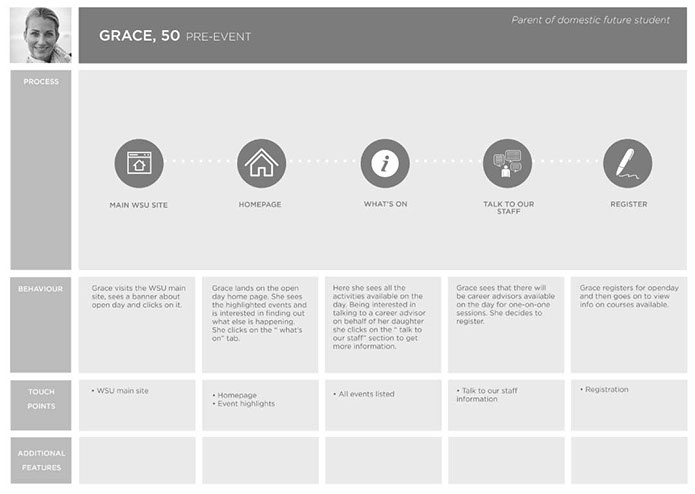 GRACE, 50 PRE-EVENT
Parent of domestic future student
PROCESS
MAIN WSU SITE
HOMEPAGE
WHAT'S ON
TALK TO OUR
STAFF
REGISTER
BEHAVIOUR
Grace visits the WSU main
site, sees a banner about
open day and clicks on it.
Grace lands on the open
day home page. She sees
the highlighted events and
is interested in finding out
what else is happening.
She clicks on the " what's
on" tab.
Here she sees all the
activities available on the
day. Being interested in
talking to a career advisor
on behalf of her daughter
she clicks on the " talk to
our staff" section to get
more information.
Grace sees that there will
be career advisors available
on the day for one-on-one
sessions. She decides to
register.
Grace registers for openday
and then goes on to view
info on courses available.
TOUCH
POINTS
• WSU main site
• Homepage
• Event highlights
• All events listed
• Talk to our staff
information
• Registration
ADDITIONAL
FEATURES